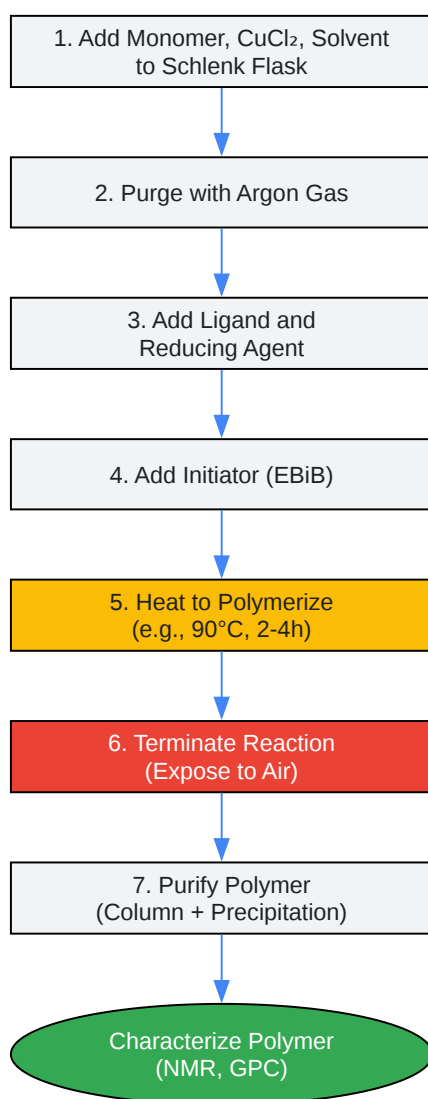 1. Add Monomer, CuCl₂, Solvent
to Schlenk Flask
2. Purge with Argon Gas
3. Add Ligand and
Reducing Agent
4. Add Initiator (EBiB)
5. Heat to Polymerize
(e.g., 90°C, 2-4h)
6. Terminate Reaction
(Expose to Air)
7. Purify Polymer
(Column + Precipitation)
Characterize Polymer
(NMR, GPC)